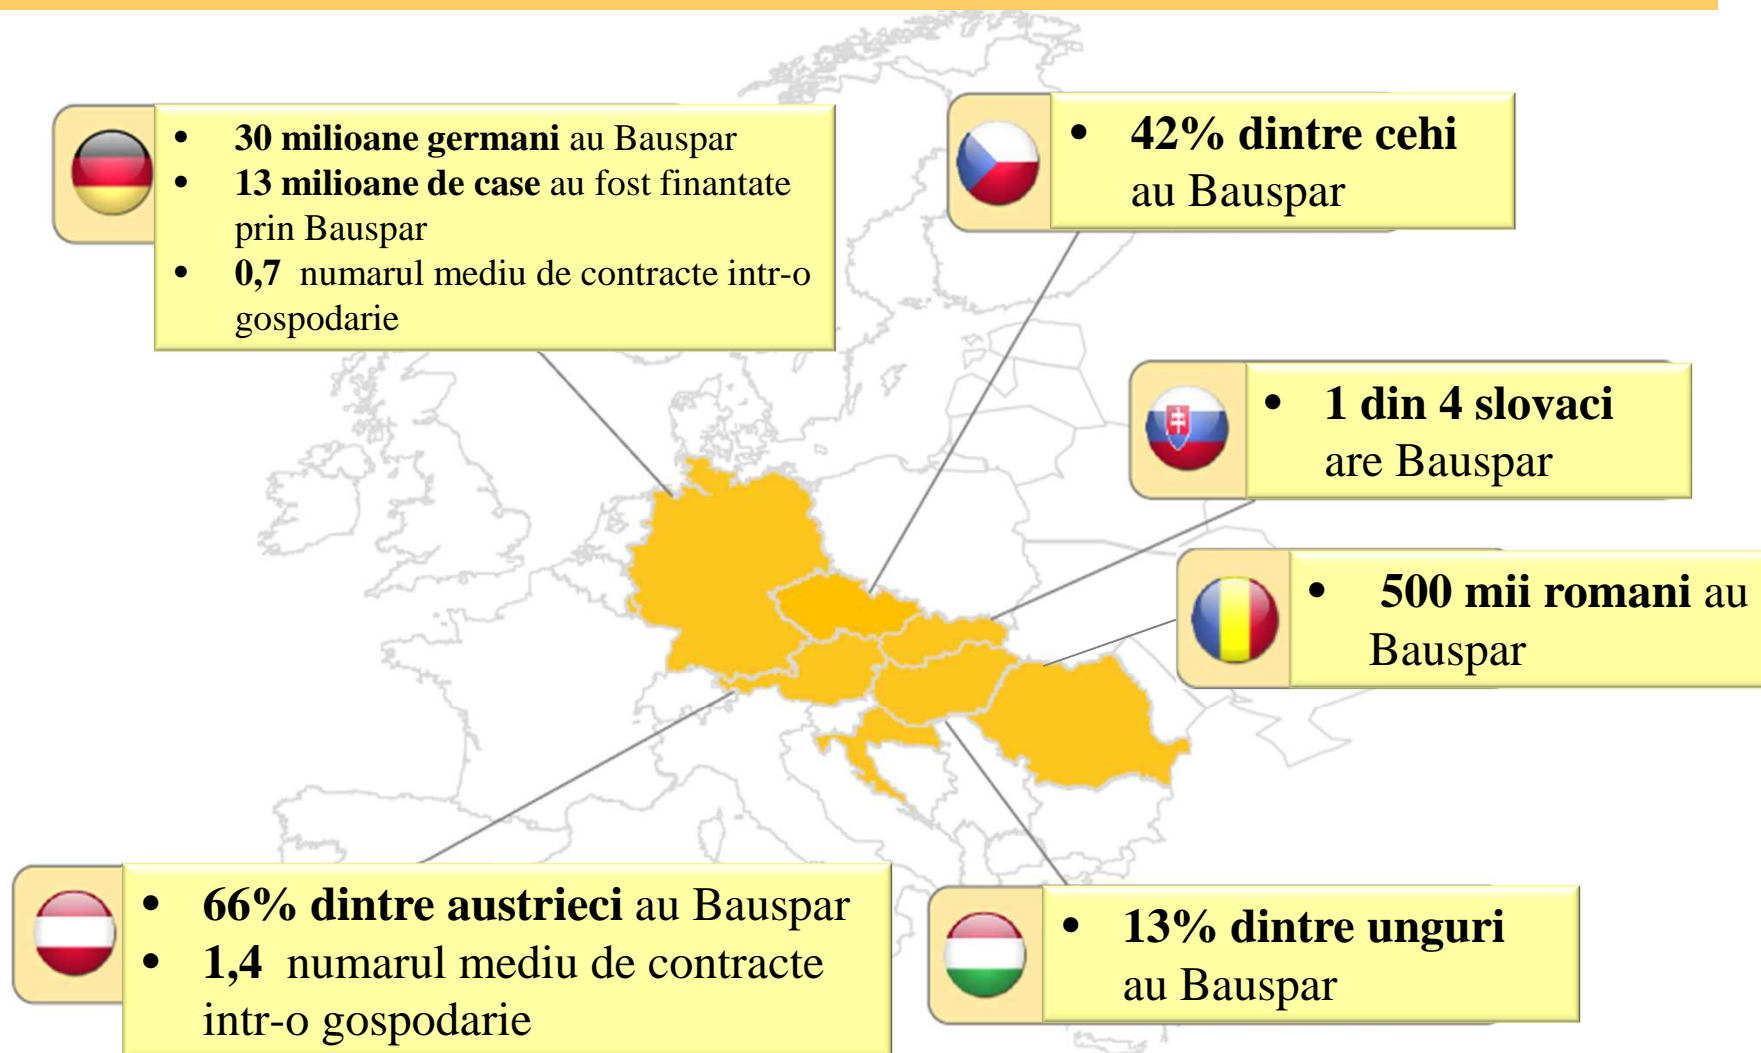 • 30 milioane germani au Bauspar
• 13 milioane de case au fost finantate
prin Bauspar
• 0,7 numarul mediu de contracte intr-o
gospodarie
• 42% dintre cehi
au Bauspar
• 1 din 4 slovaci
are Bauspar
• 500 mii romani au
Bauspar
• 66% dintre austrieci au Bauspar
• 1,4 numarul mediu de contracte
intr-o gospodarie
• 13% dintre unguri
au Bauspar